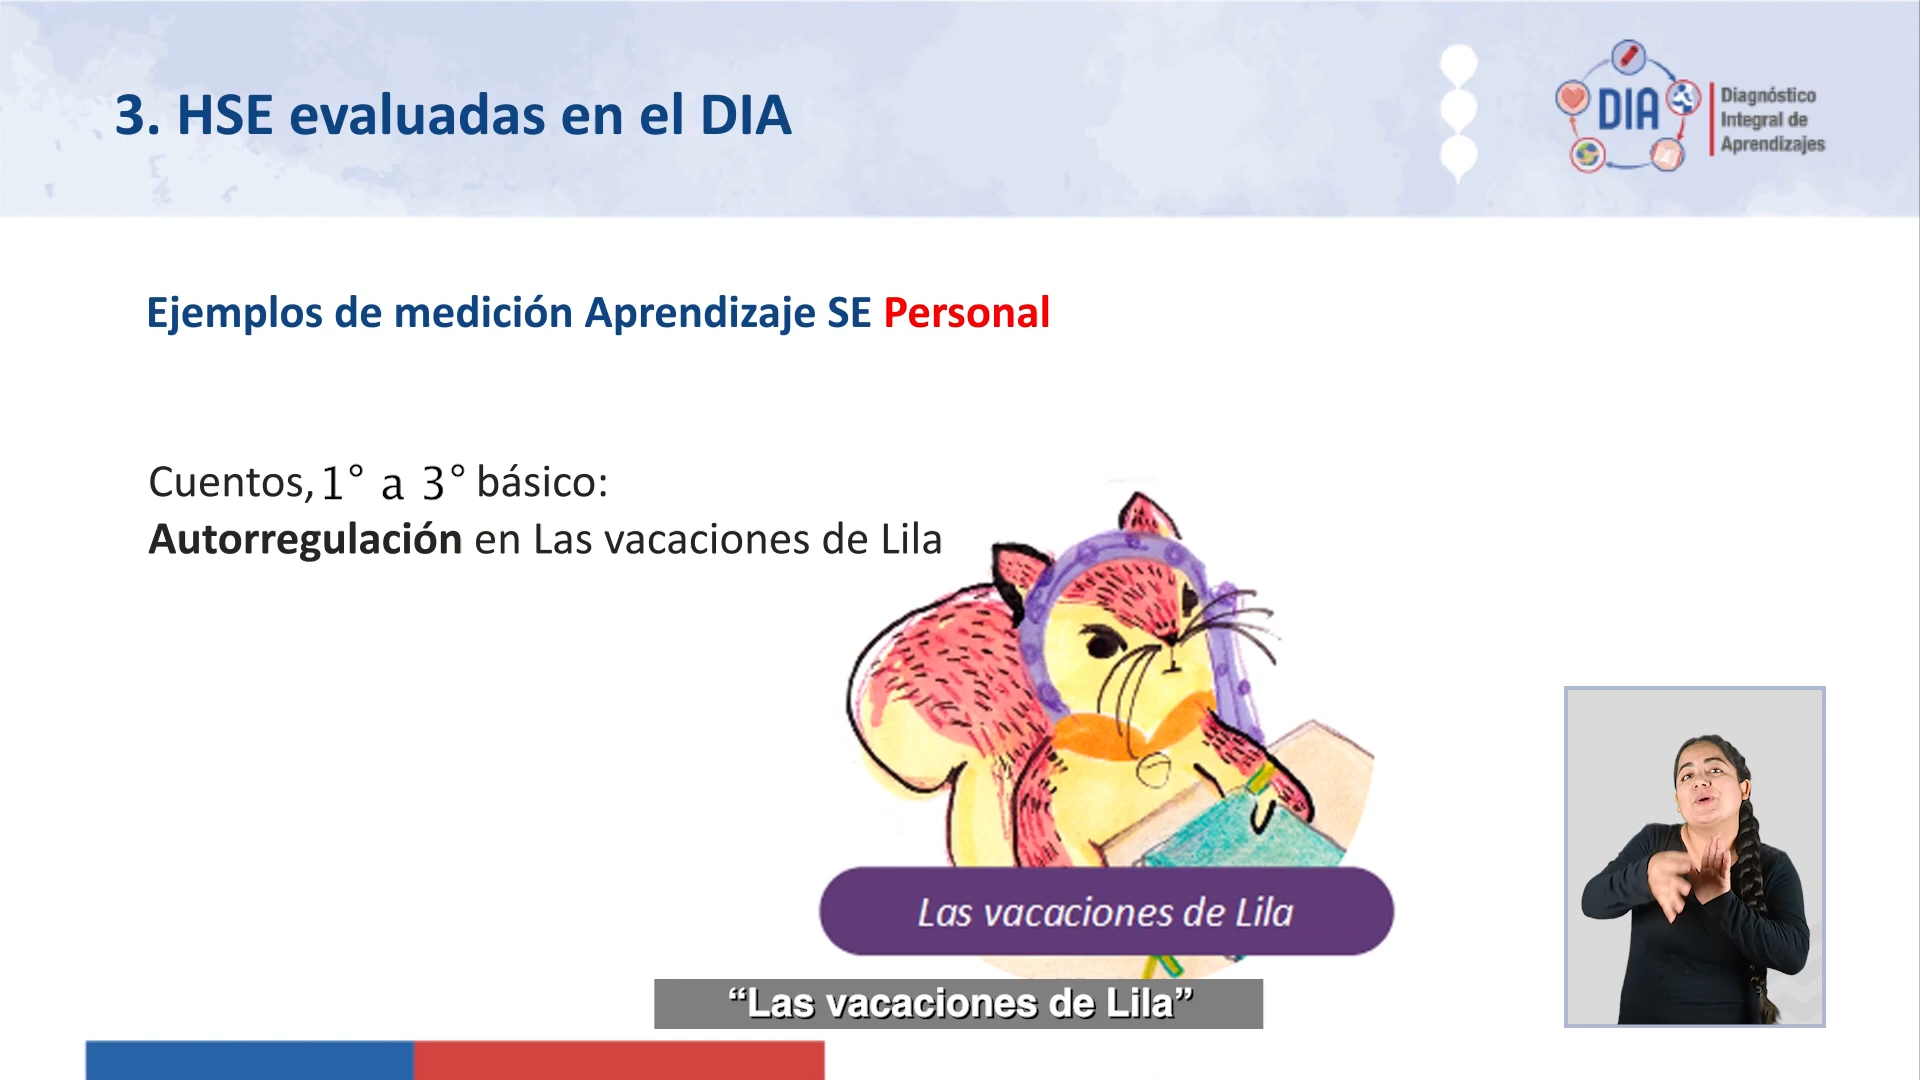 3. HSE evaluadas en el DIA
DIA
Diagnóstico
Integral de
Aprendizajes
Ejemplos de medición Aprendizaje SE Personal
Cuentos, 1° a 3° básico:
Autorregulación en Las vacaciones de Lila
Las vacaciones de Lila
“Las vacaciones de Lila”